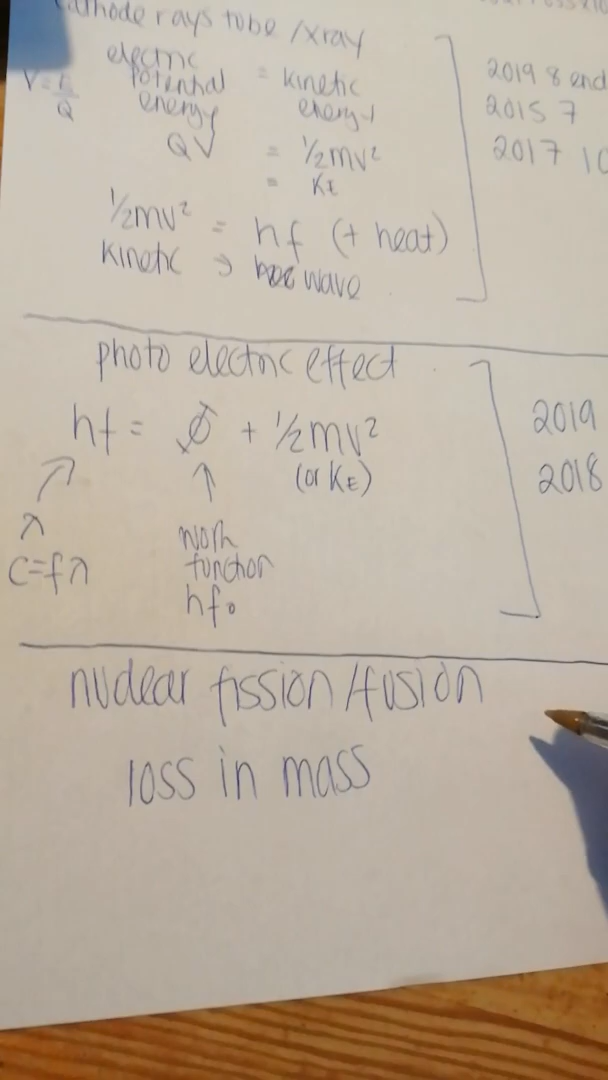 cathode rays tube /xray
electric
potential = kinetic
energy energy
V = E/Q
QV = ½mv²
= KE
½mv² = hf (+ heat)
kinetic → wave
2019 8 end
2015 7
2017 10
photo electric effect
hf = Φ + ½mv²
(or KE)
λ
c=fλ
work
function
hf₀
2019
2018
nuclear fission/fusion
loss in mass